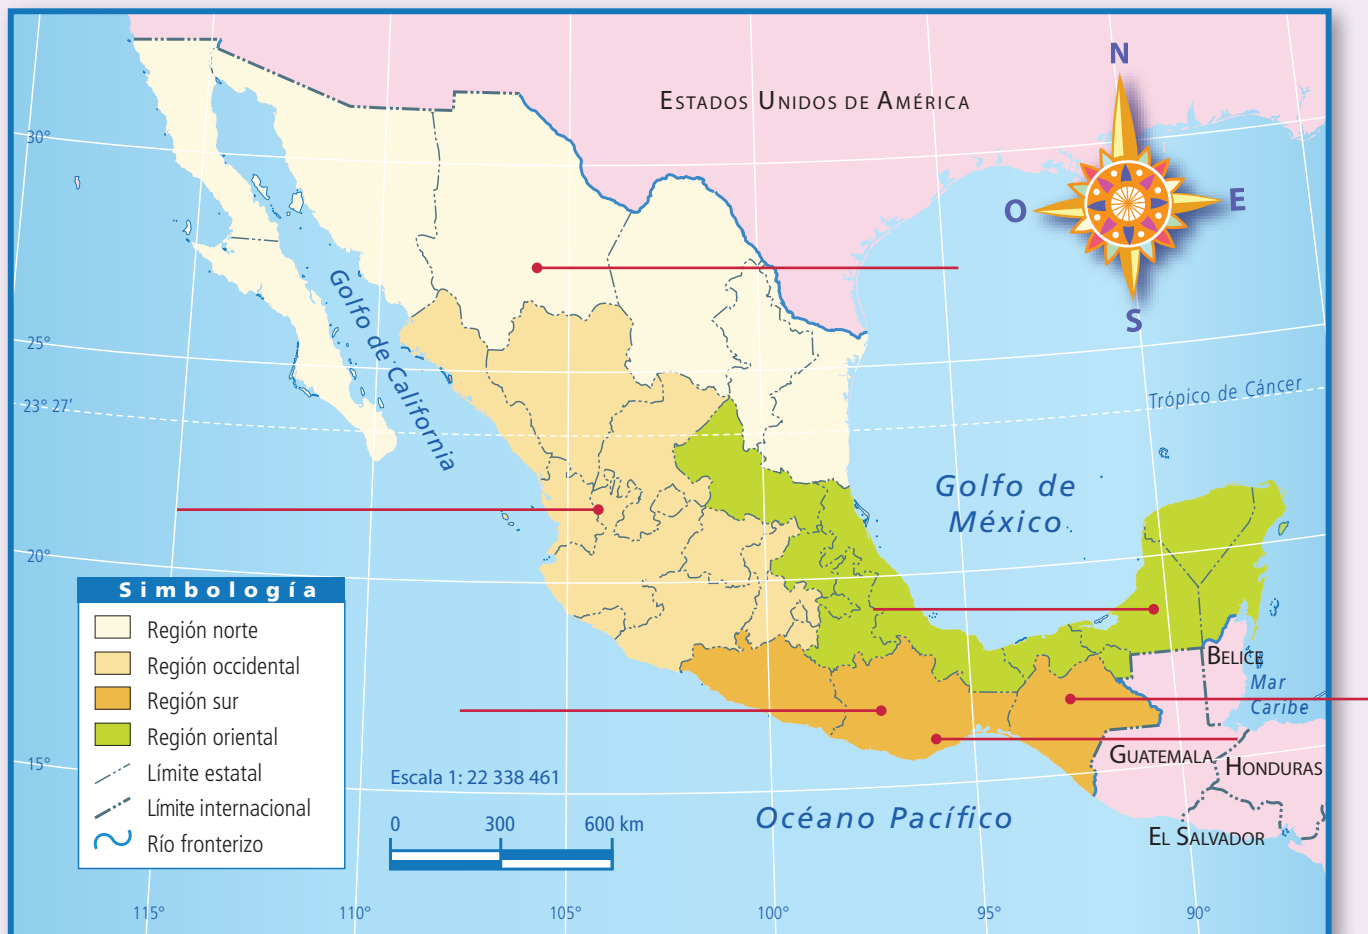 N
ESTADOS UNIDOS DE AMÉRICA
30°
O
E
S
Golfo de California
25°
23° 27’
Trópico de Cáncer
Golfo de
México
20°
Simbología
Región norte
Región occidental
Región sur
Región oriental
Límite estatal
Límite internacional
Río fronterizo
BELICE
Mar
Caribe
15°
Escala 1: 22 338 461
GUATEMALA
HONDURAS
0 300 600 km
Océano Pacífico
EL SALVADOR
115° 110° 105° 100° 95° 90°